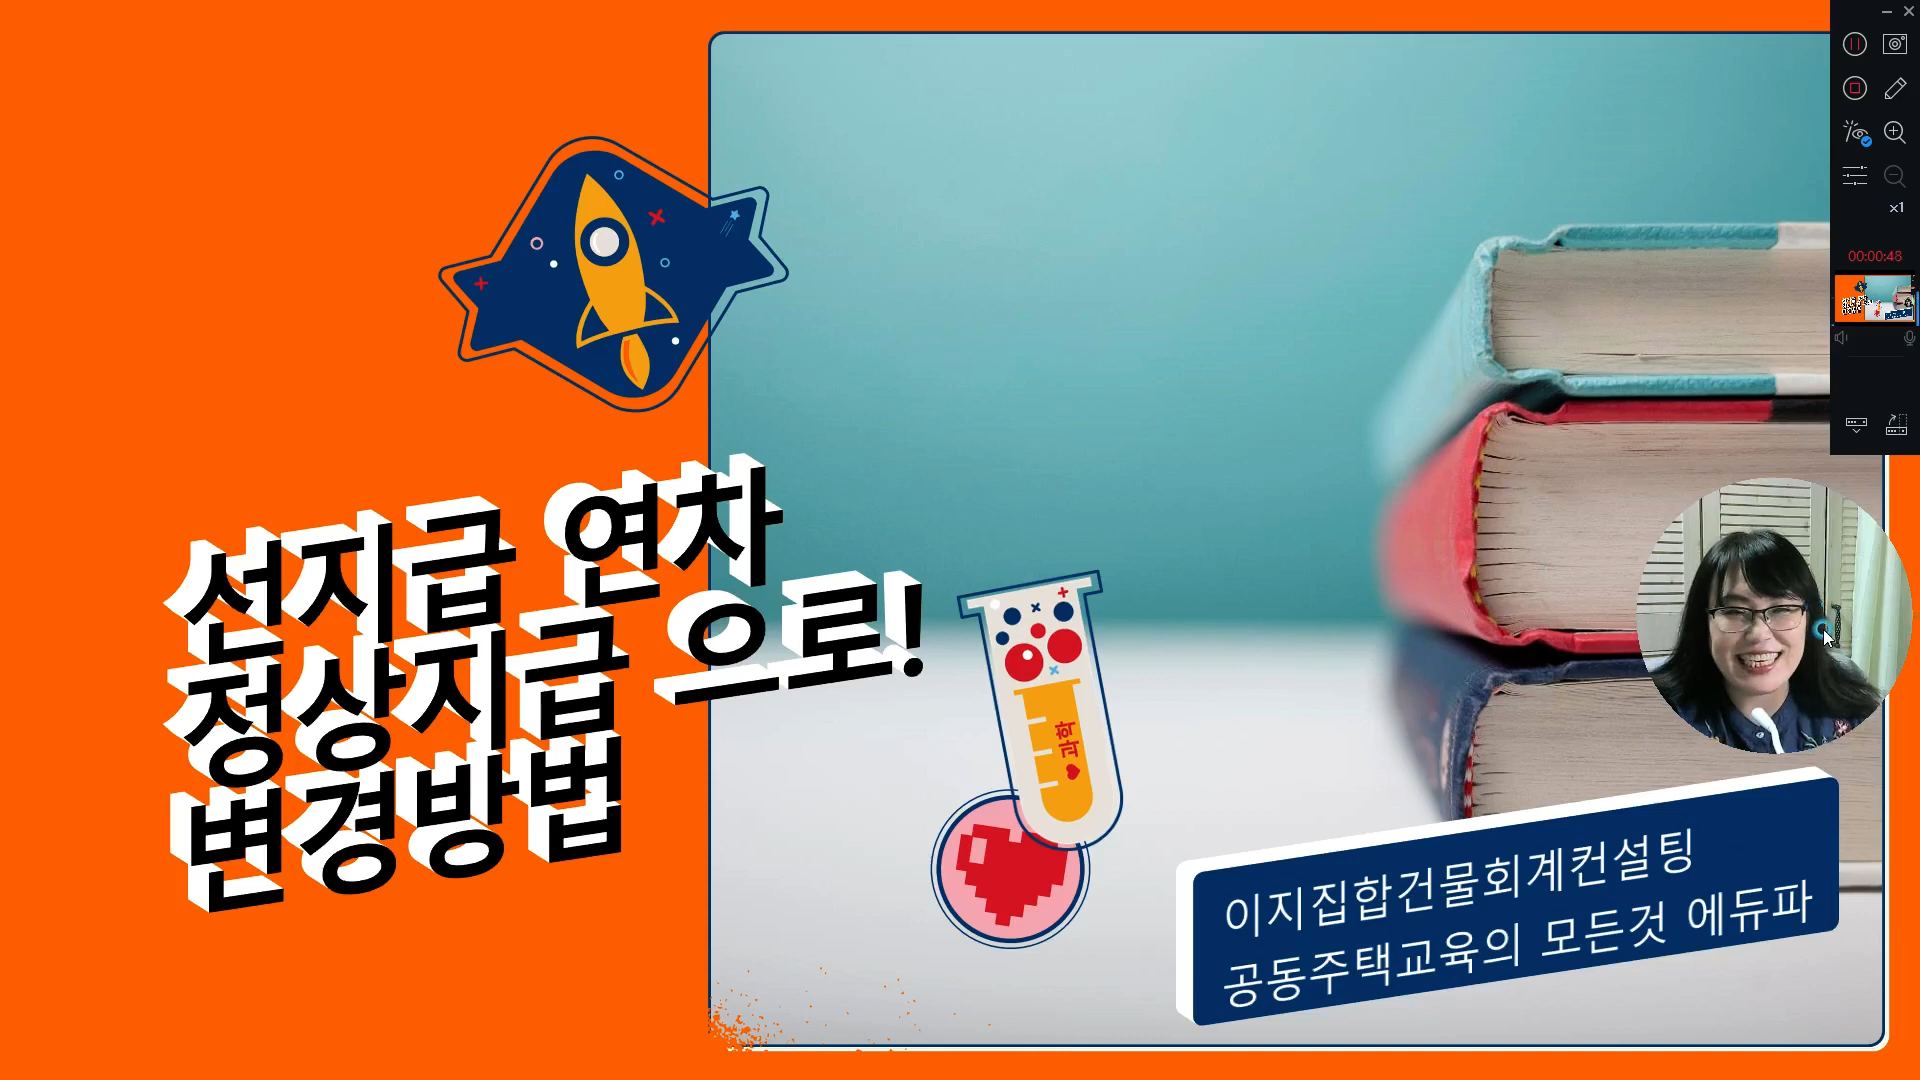 선지급 연차
정상지급 으로!
변경방법
과학
이지집합건물회계컨설팅
공동주택교육의 모든것 에듀파
x1
00:00:48